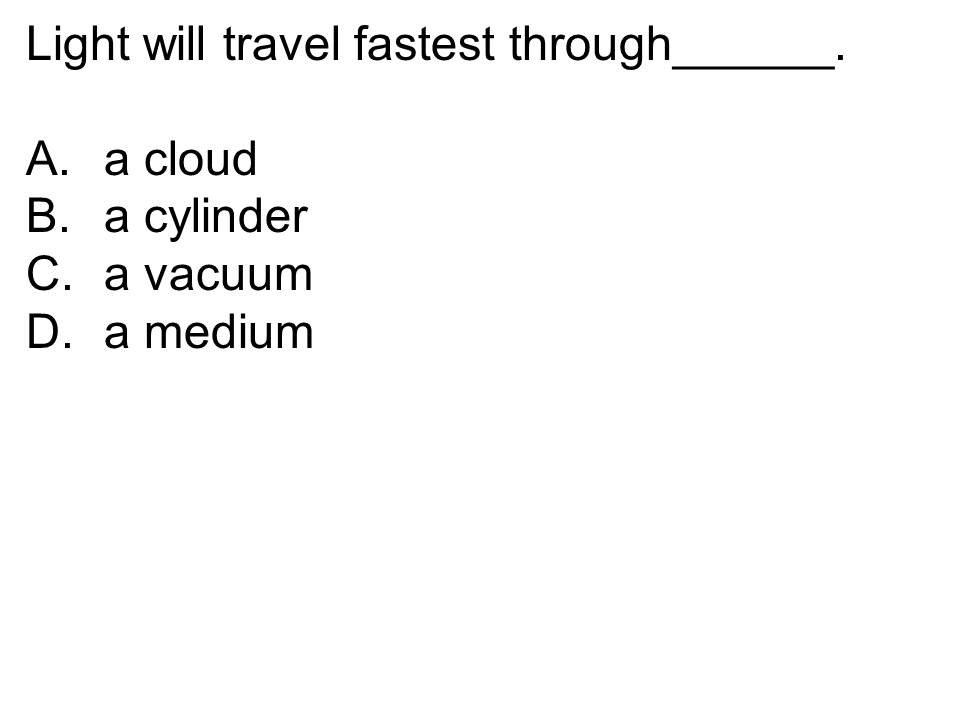 Light will travel fastest through______.
A. a cloud
B. a cylinder
C. a vacuum
D. a medium